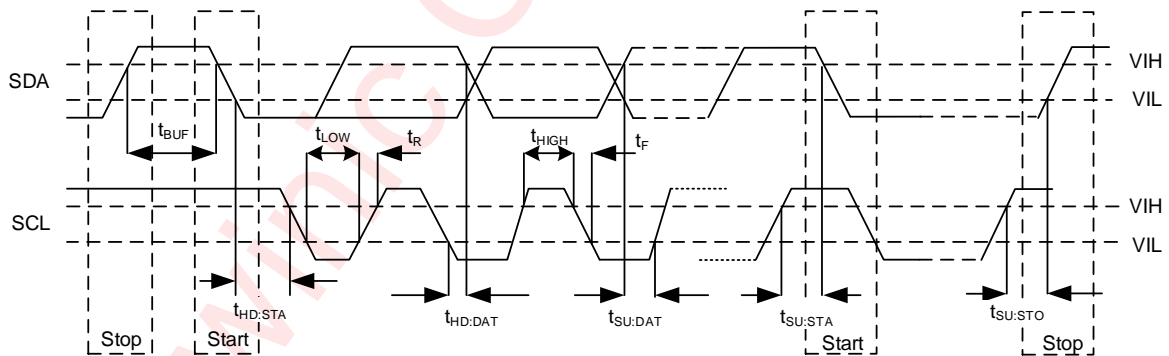 SDA
VIH
VIL
tBUF
tLOW
tR
tHIGH
tF
SCL
VIH
VIL
tHD:STA
tHD:DAT
tSU:DAT
tSU:STA
tSU:STO
Stop
Start
Start
Stop
winic